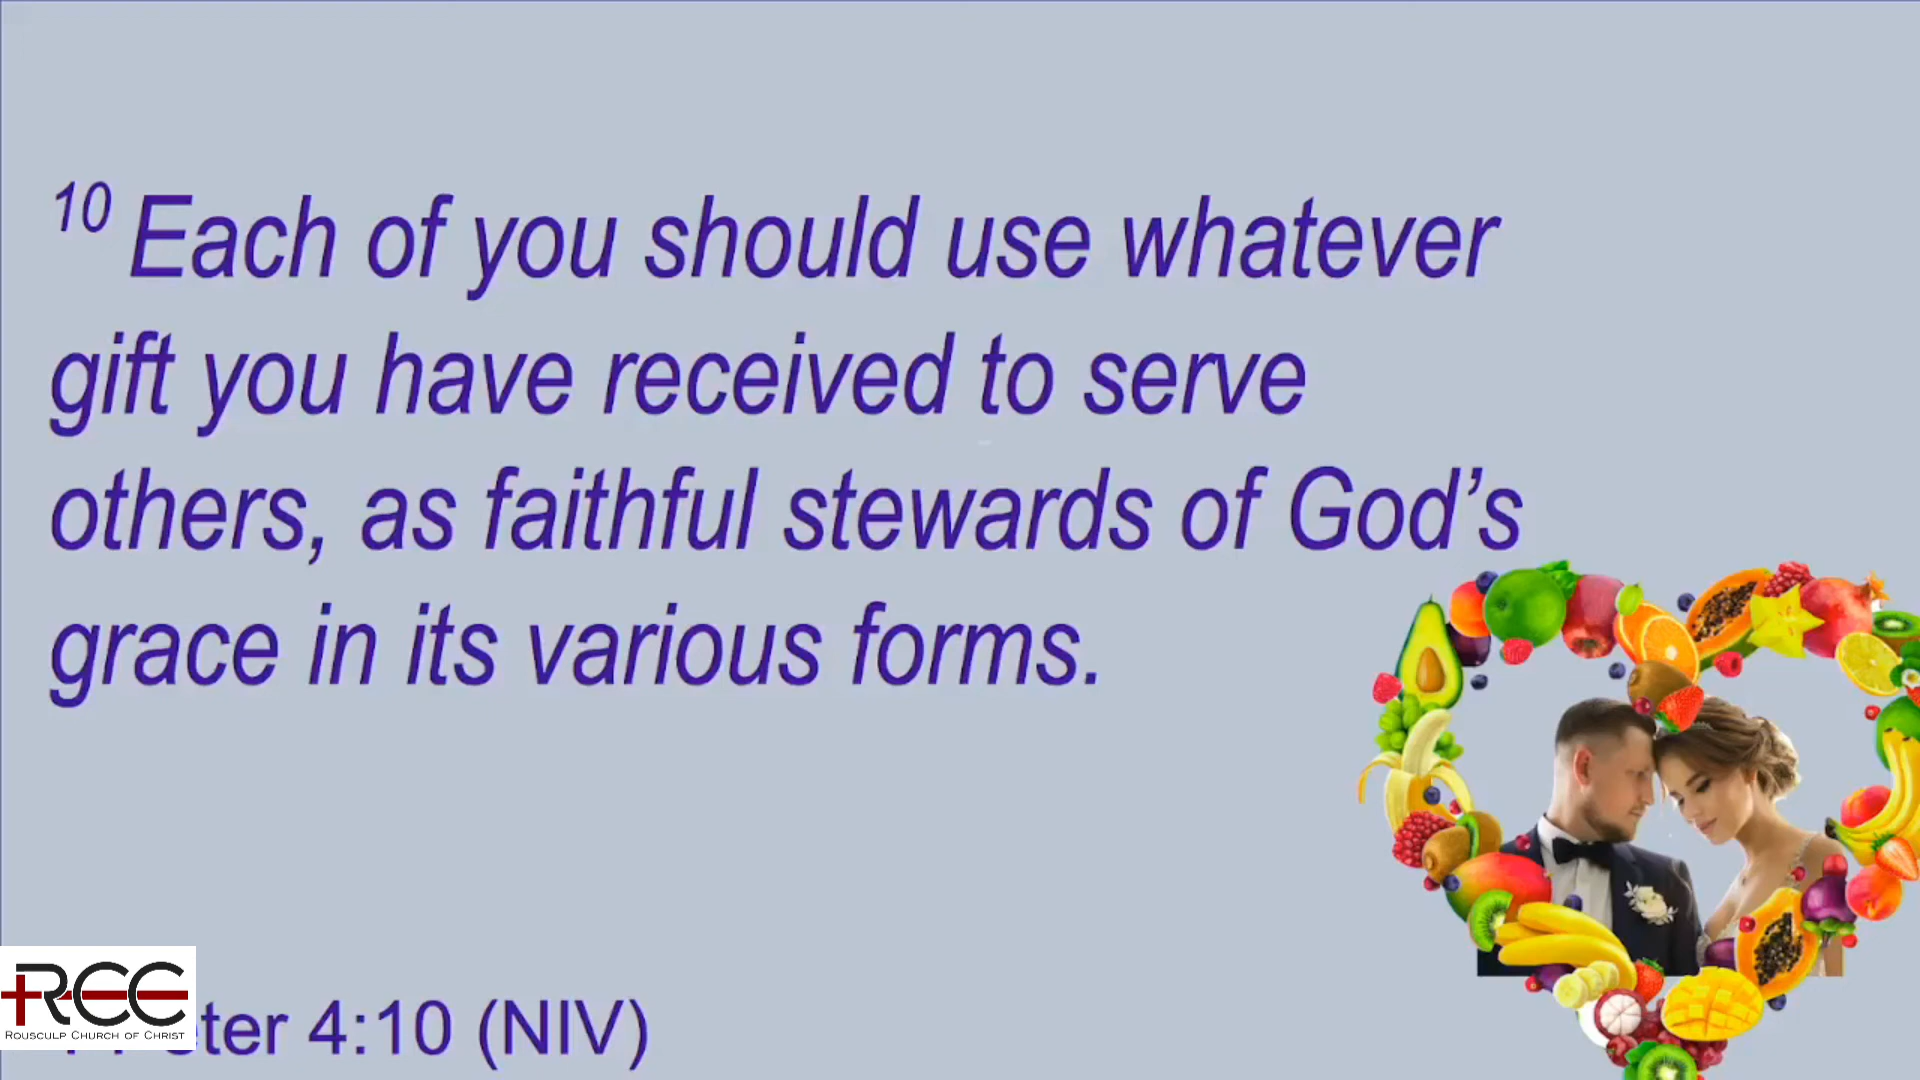 10 Each of you should use whatever
gift you have received to serve
others, as faithful stewards of God’s
grace in its various forms.
RCC
ROUSCULP CHURCH OF CHRIST
4:10 (NIV)